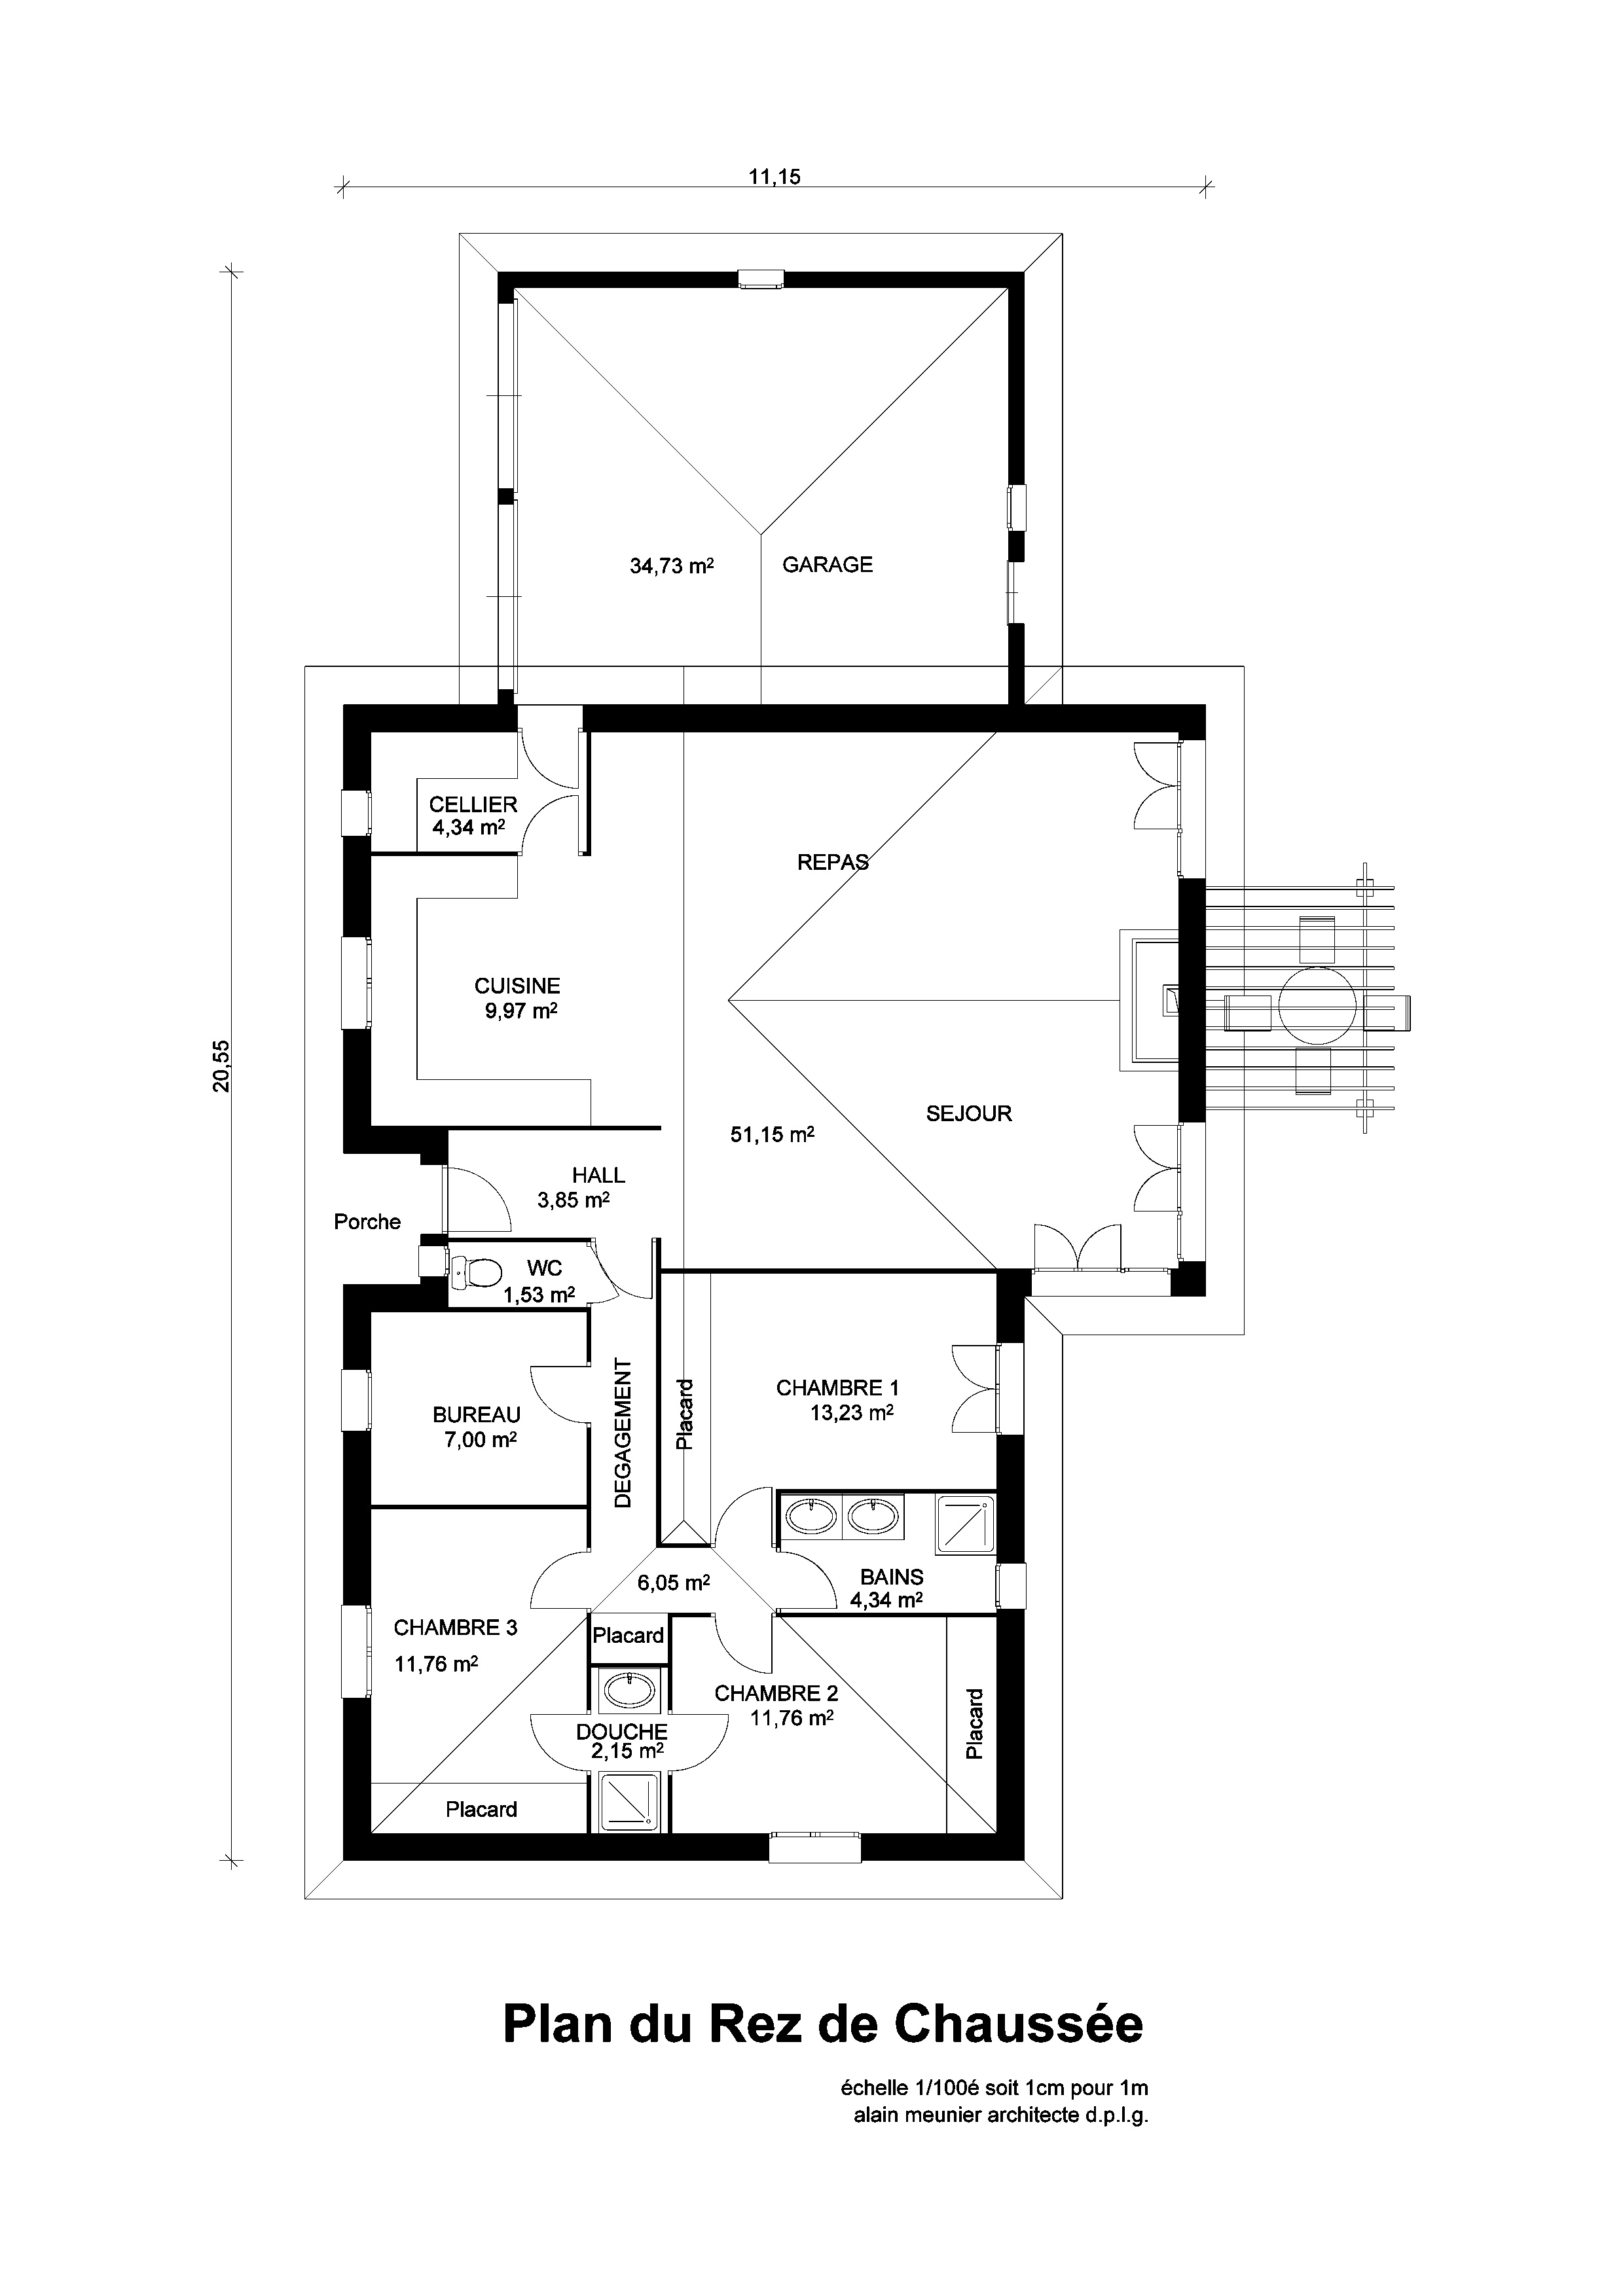 11,15
20,55
34,73 m²
GARAGE
CELLIER
4,34 m²
REPAS
CUISINE
9,97 m²
SEJOUR
51,15 m²
HALL
3,85 m²
Porche
WC
1,53 m²
BUREAU
7,00 m²
DEGAGEMENT
Placard
CHAMBRE 1
13,23 m²
6,05 m²
BAINS
4,34 m²
CHAMBRE 3
11,76 m²
Placard
CHAMBRE 2
11,76 m²
DOUCHE
2,15 m²
Placard
Placard
Plan du Rez de Chaussée
échelle 1/100é soit 1cm pour 1m
alain meunier architecte d.p.l.g.